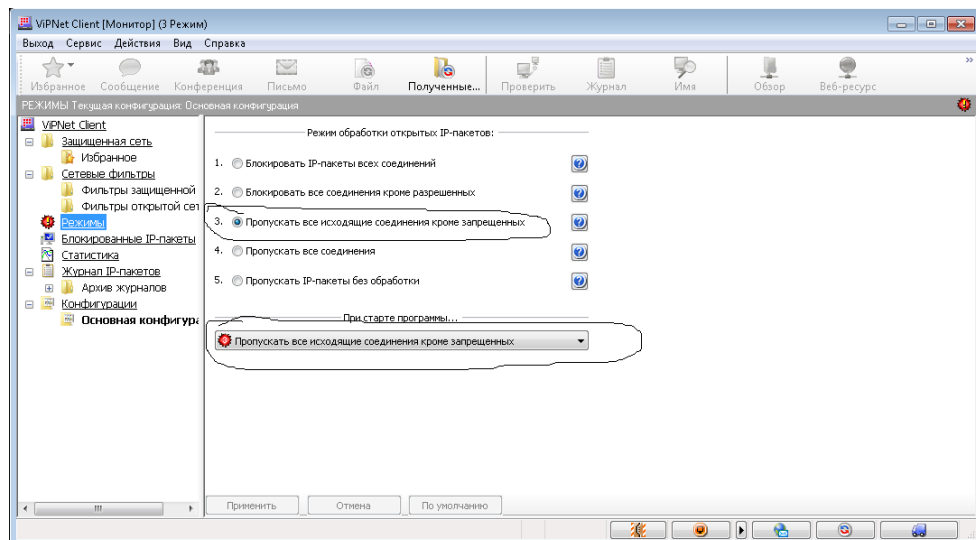 ViPNet Client [Монитор] (3 Режим)
Выход Сервис Действия Вид Справка
Избранное Сообщение Конференция Письмо Файл Полученные... Проверить Журнал Имя Обзор Веб-ресурс
РЕЖИМЫ Текущая конфигурация: Основная конфигурация
ViPNet Client
Защищенная сеть
Избранное
Сетевые фильтры
Фильтры защищенной
Фильтры открытой сет
Режимы
Блокированные IP-пакеты
Статистика
Журнал IP-пакетов
Архив журналов
Конфигурации
Основная конфигура
Режим обработки открытых IP-пакетов:
1. Блокировать IP-пакеты всех соединений
2. Блокировать все соединения кроме разрешенных
3. Пропускать все исходящие соединения кроме запрещенных
4. Пропускать все соединения
5. Пропускать IP-пакеты без обработки
При старте программы...
Пропускать все исходящие соединения кроме запрещенных
Применить Отмена По умолчанию